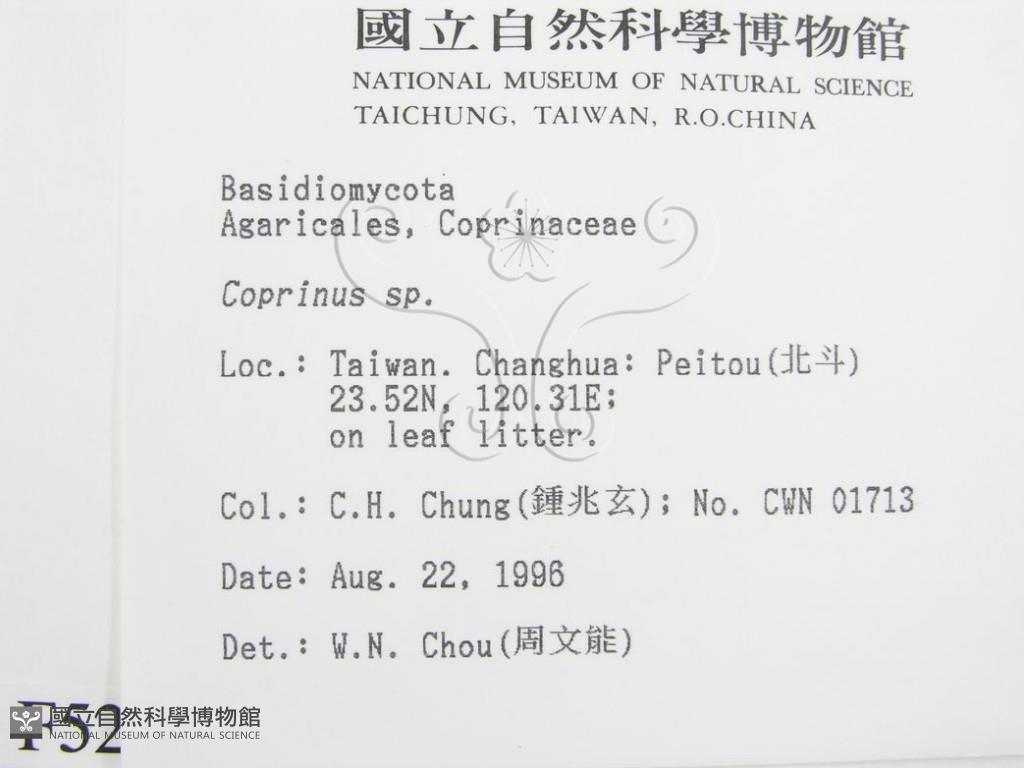 國立自然科學博物館
NATIONAL MUSEUM OF NATURAL SCIENCE
TAICHUNG, TAIWAN, R.O.CHINA
Basidiomycota
Agaricales, Coprinaceae
Coprinus sp.
Loc.: Taiwan. Changhua: Peitou(北斗)
23.52N, 120.31E;
on leaf litter.
Col.: C.H. Chung(鍾兆玄); No. CWN 01713
Date: Aug. 22, 1996
Det.: W.N. Chou(周文能)
F52
國立自然科學博物館
NATIONAL MUSEUM OF NATURAL SCIENCE